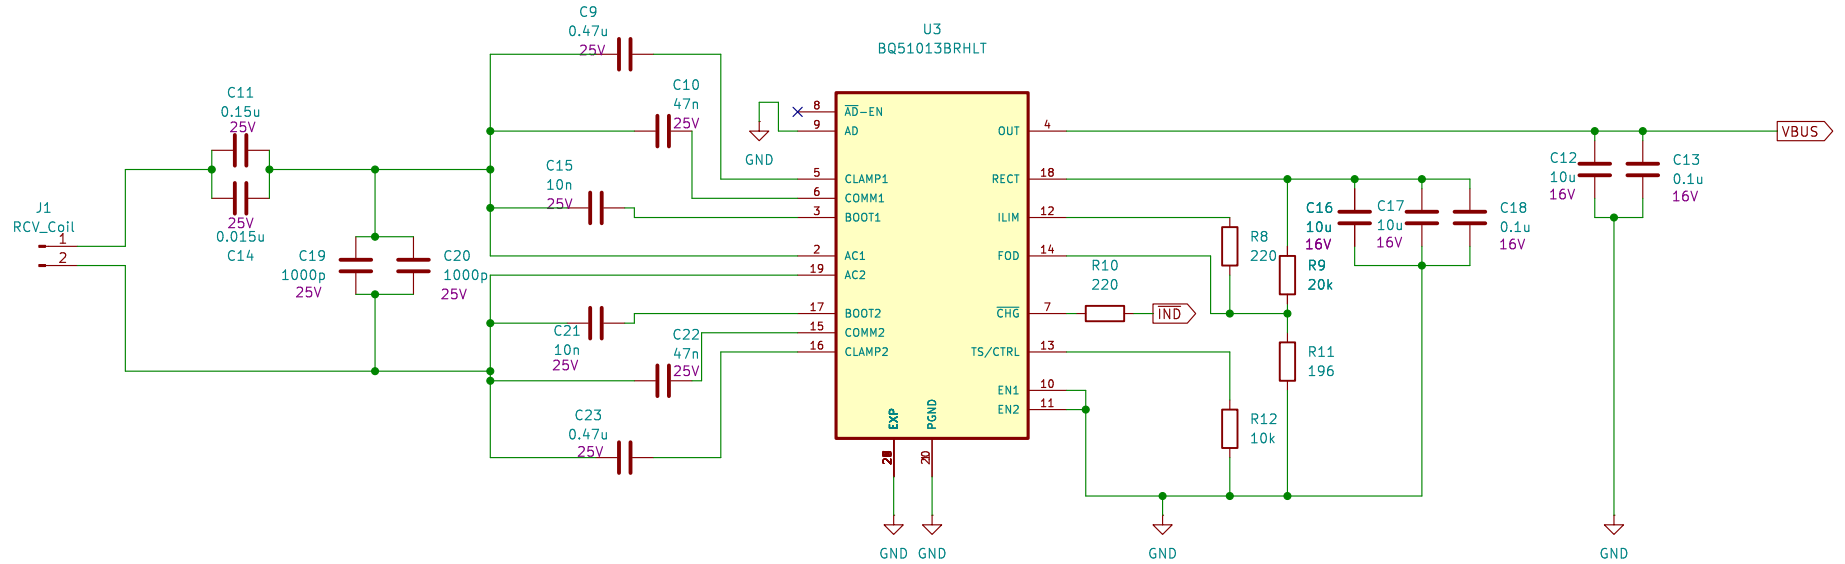 C9
0.47u
25V
U3
BQ51013BRHLT
C10
47n
25V
C11
0.15u
25V
8
AD-EN
9
AD
GND
OUT
4
VBUS
C12
10u
16V
C13
0.1u
16V
C15
10n
25V
5
CLAMP1
6
COMM1
3
BOOT1
RECT
18
ILIM
12
C16
10u
16V
C17
10u
16V
C18
0.1u
16V
25V
0.015u
C14
J1
RCV_Coil
1
2
C19
1000p
25V
C20
1000p
25V
2
AC1
19
AC2
FOD
14
R8
220
R9
20k
R10
220
17
BOOT2
15
COMM2
16
CLAMP2
CHG
7
IND
C21
10n
25V
C22
47n
25V
TS/CTRL
13
R11
196
EN1
10
EN2
11
C23
0.47u
25V
EXP
PGND
R12
10k
20
GND
GND
GND
GND